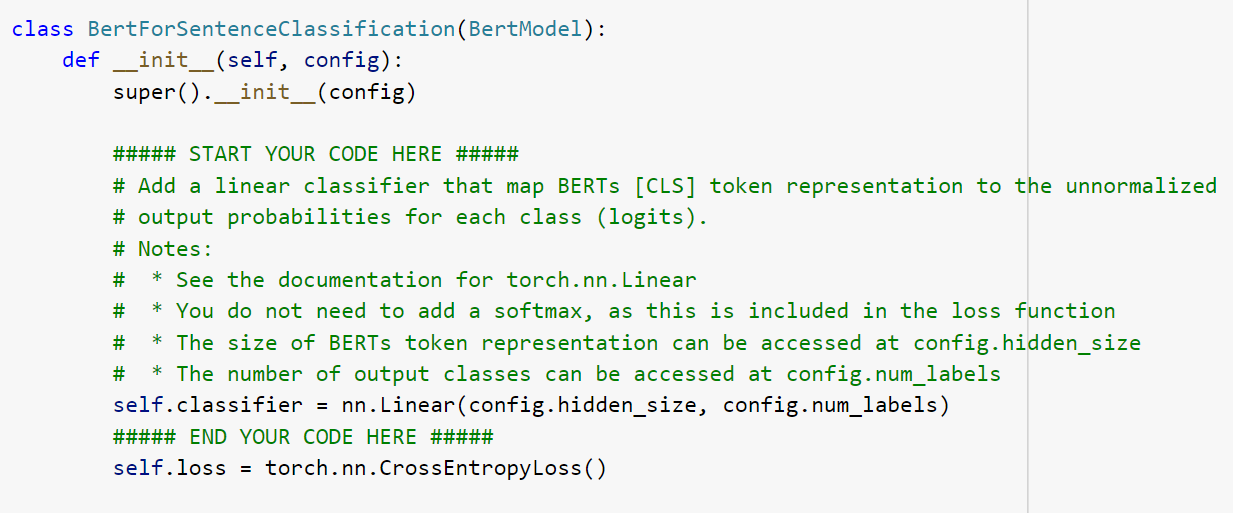 class BertForSentenceClassification(BertModel):
    def __init__(self, config):
        super().__init__(config)

        ##### START YOUR CODE HERE #####
        # Add a linear classifier that map BERTs [CLS] token representation to the unnormalized
        # output probabilities for each class (logits).
        # Notes:
        #  * See the documentation for torch.nn.Linear
        #  * You do not need to add a softmax, as this is included in the loss function
        #  * The size of BERTs token representation can be accessed at config.hidden_size
        #  * The number of output classes can be accessed at config.num_labels
        self.classifier = nn.Linear(config.hidden_size, config.num_labels)
        ##### END YOUR CODE HERE #####
        self.loss = torch.nn.CrossEntropyLoss()